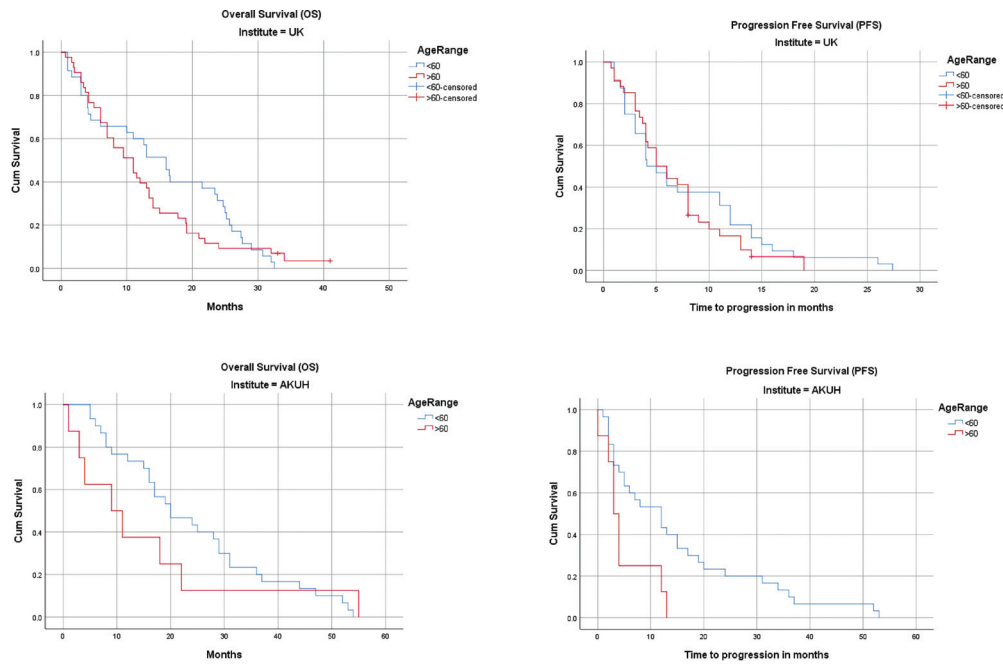 Overall Survival (OS)
Institute = UK
AgeRange
<60
>60
<60-censored
>60-censored
Cum Survival
1.0
0.8
0.6
0.4
0.2
0.0
0
10
20
30
40
50
Months
Progression Free Survival (PFS)
Institute = UK
AgeRange
<60
>60
<60-censored
>60-censored
Cum Survival
1.0
0.8
0.6
0.4
0.2
0.0
0
5
10
15
20
25
30
Time to progression in months
Overall Survival (OS)
Institute = AKUH
AgeRange
<60
>60
Cum Survival
1.0
0.8
0.6
0.4
0.2
0.0
0
10
20
30
40
50
60
Months
Progression Free Survival (PFS)
Institute = AKUH
AgeRange
<60
>60
Cum Survival
1.0
0.8
0.6
0.4
0.2
0.0
0
10
20
30
40
50
60
Time to progression in months